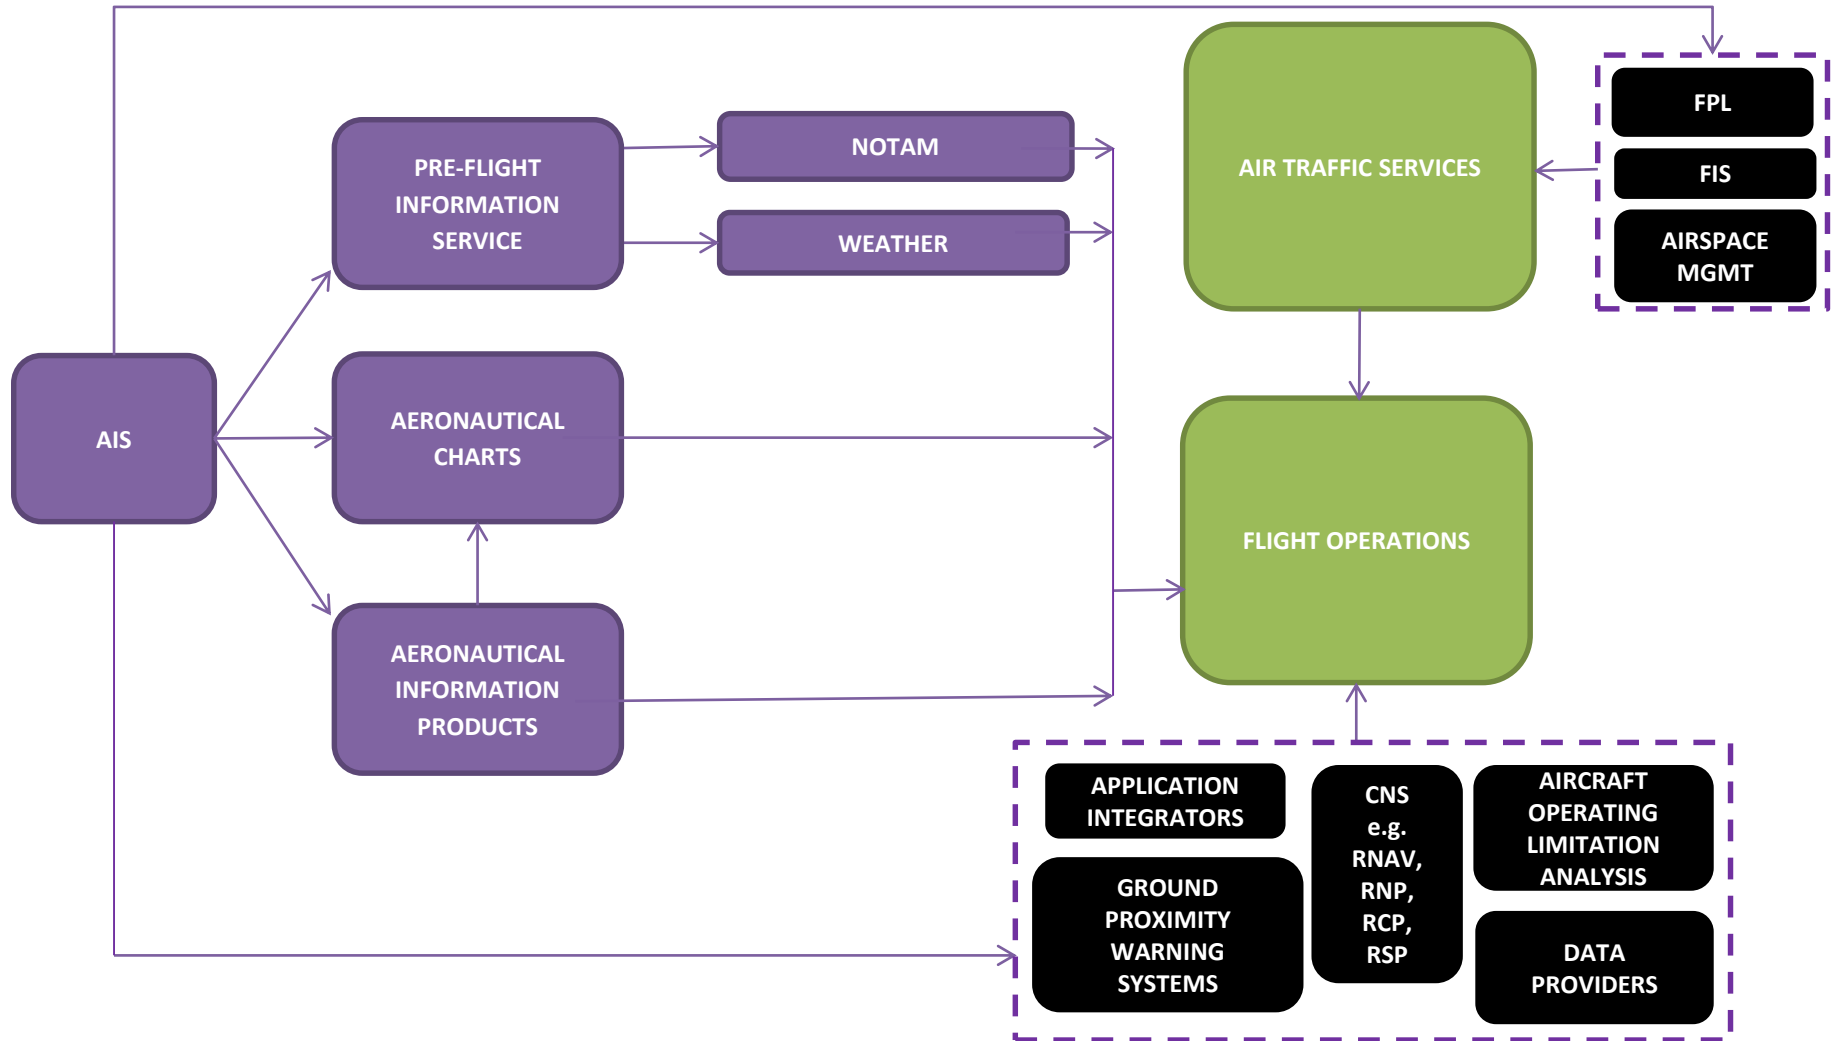 AIS
PRE-FLIGHT
INFORMATION
SERVICE
NOTAM
WEATHER
AERONAUTICAL
CHARTS
AERONAUTICAL
INFORMATION
PRODUCTS
AIR TRAFFIC SERVICES
FLIGHT OPERATIONS
FPL
FIS
AIRSPACE
MGMT
APPLICATION
INTEGRATORS
GROUND
PROXIMITY
WARNING
SYSTEMS
CNS
e.g.
RNAV,
RNP,
RCP,
RSP
AIRCRAFT
OPERATING
LIMITATION
ANALYSIS
DATA
PROVIDERS